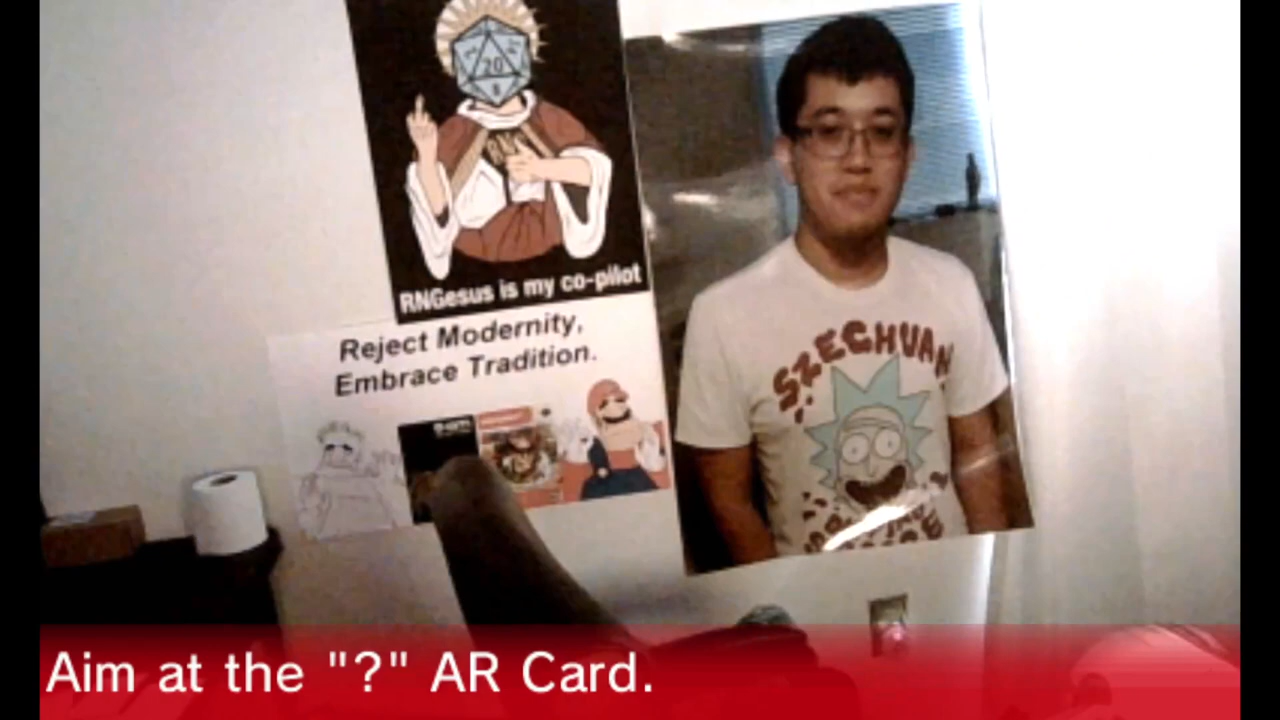 20
RNGesus is my co-pilot
Reject Modernity,
Embrace Tradition.
SZECHUAN
Aim at the "?" AR Card.